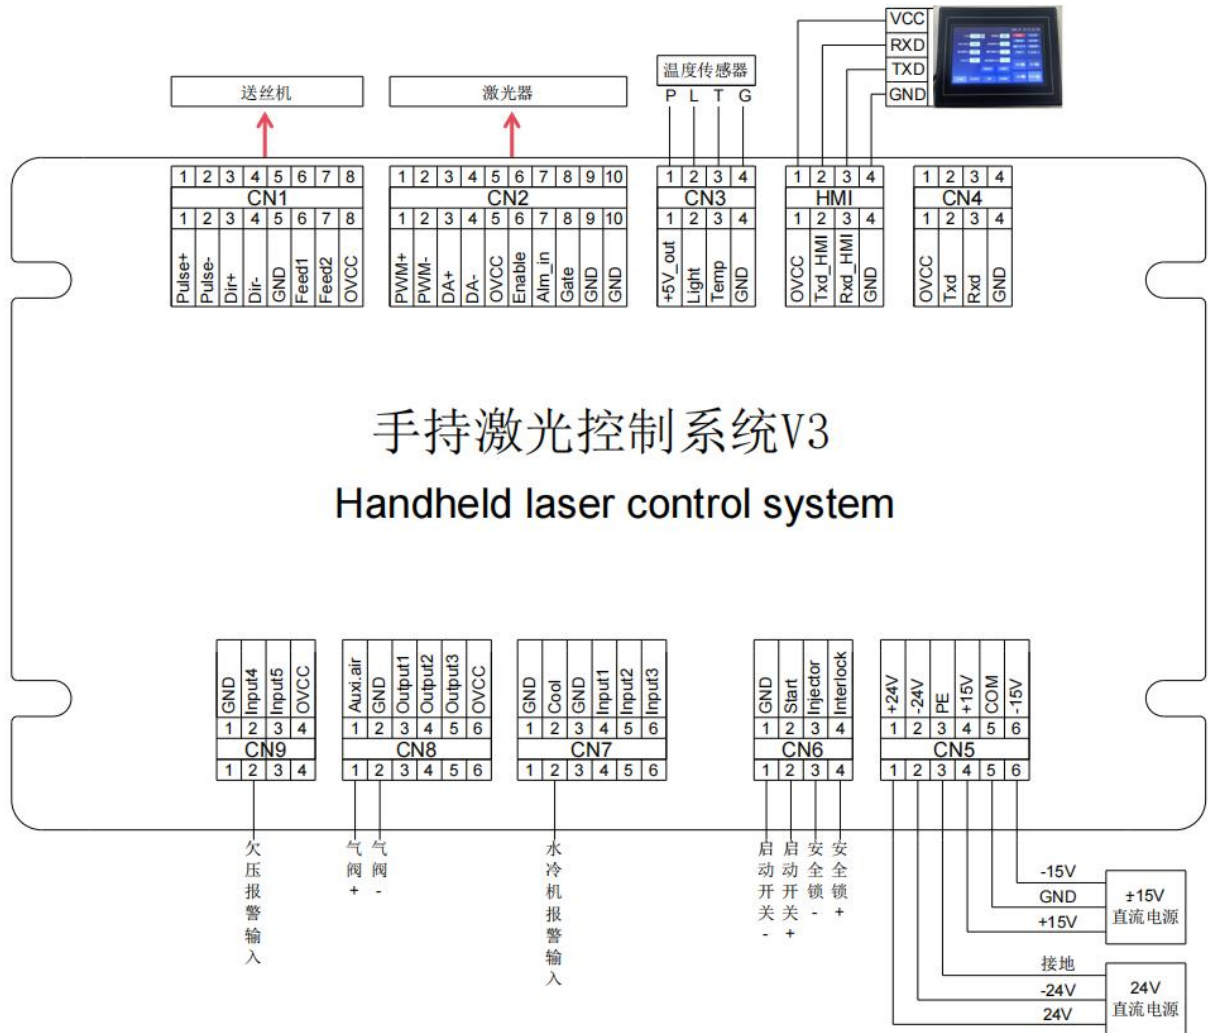 VCC
RXD
TXD
GND
温度传感器
P L T G
送丝机
激光器
1 2 3 4 5 6 7 8
CN1
1 2 3 4 5 6 7 8
Pulse+
Pulse-
Dir+
Dir-
GND
Feed1
Feed2
OVCC
1 2 3 4 5 6 7 8 9 10
CN2
1 2 3 4 5 6 7 8 9 10
PWM+
PWM-
DA+
DA-
OVCC
Enable
Alm_in
Gate
GND
GND
1 2 3 4
CN3
1 2 3 4
+5V_out
Light
Temp
GND
1 2 3 4
HMI
1 2 3 4
OVCC
Txd_HMI
Rxd_HMI
GND
1 2 3 4
CN4
1 2 3 4
OVCC
Txd
Rxd
GND
手持激光控制系统V3
Handheld laser control system
GND
Input4
Input5
OVCC
1 2 3 4
CN9
1 2 3 4
Auxi.air
GND
Output1
Output2
Output3
OVCC
1 2 3 4 5 6
CN8
1 2 3 4 5 6
GND
Cool
GND
Input1
Input2
Input3
1 2 3 4 5 6
CN7
1 2 3 4 5 6
GND
Start
Injector
Interlock
1 2 3 4
CN6
1 2 3 4
+24V
-24V
PE
+15V
COM
-15V
1 2 3 4 5 6
CN5
1 2 3 4 5 6
欠压报警输入
气阀+
气阀-
水冷机报警输入
启动开关-
启动开关+
安全锁-
安全锁+
-15V
GND
+15V
±15V
直流电源
接地
-24V
24V
24V
直流电源